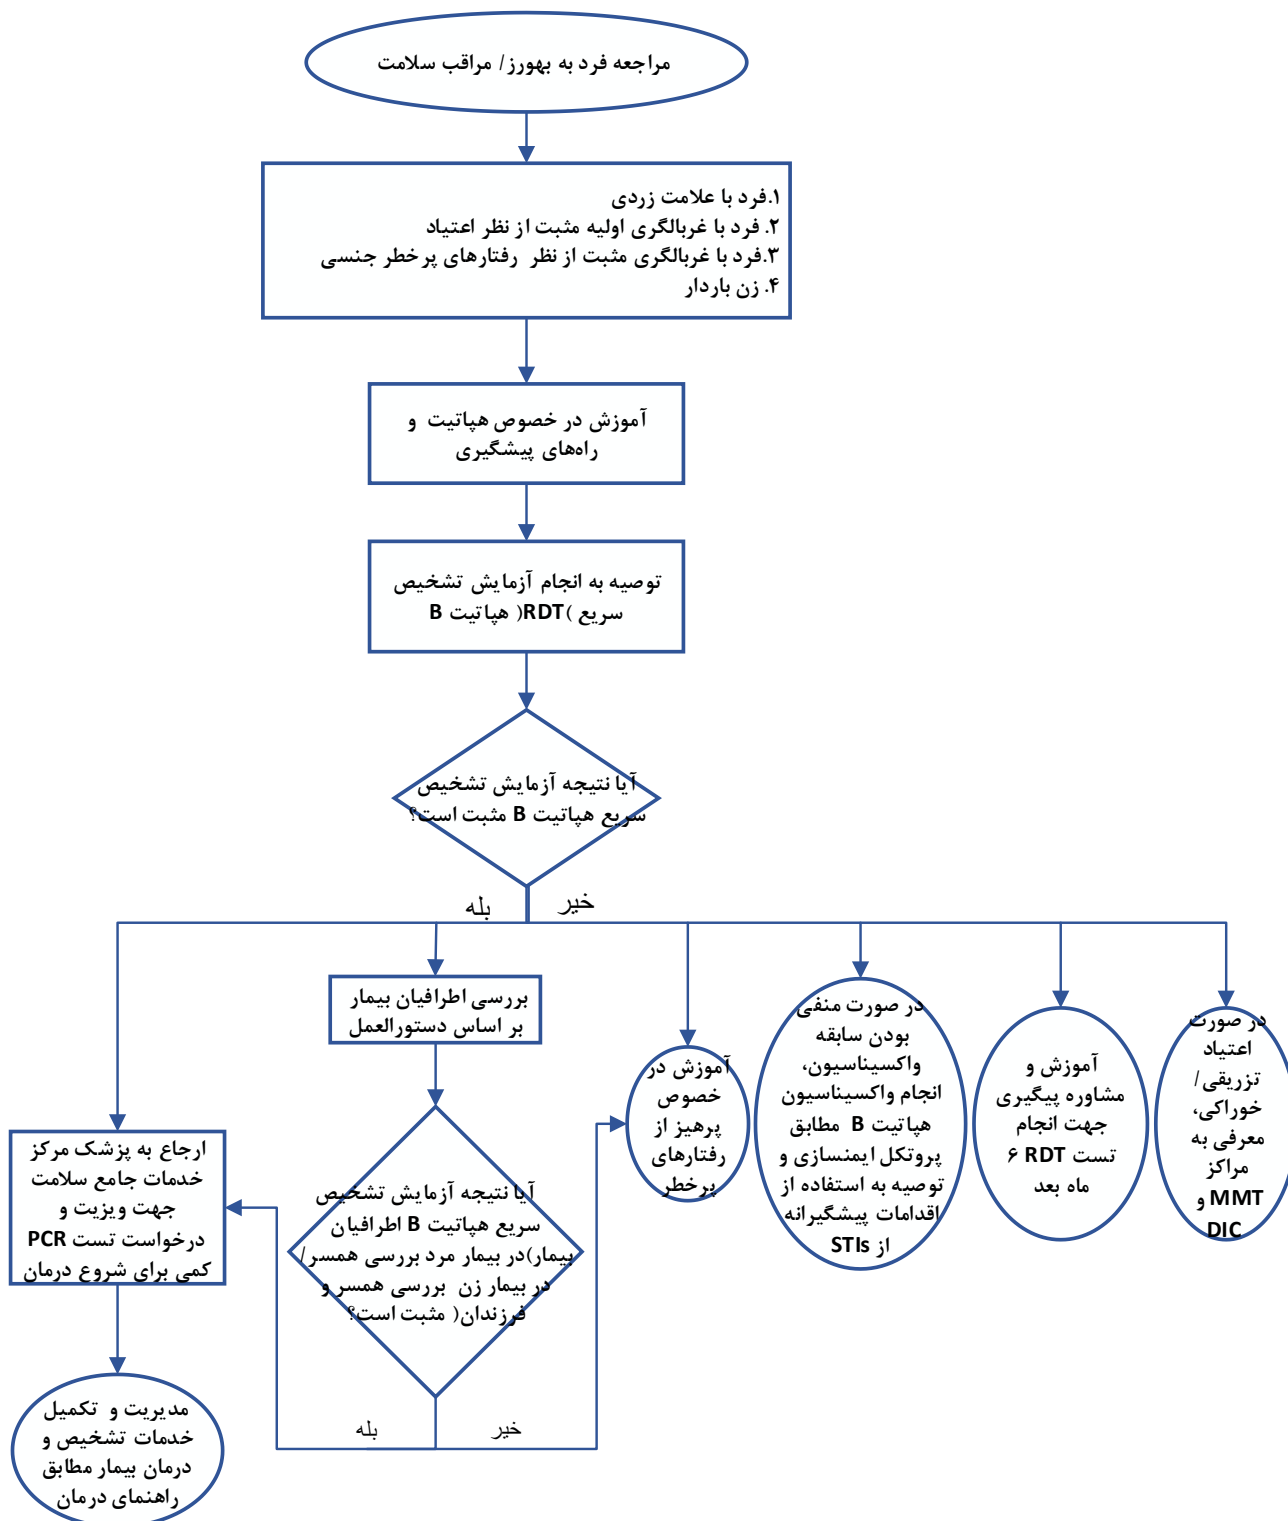 مراجعه فرد به بهورز/ مراقب سلامت
۱.فرد با علامت زردی
۲. فرد با غربالگری اولیه مثبت از نظر اعتیاد
۳.فرد با غربالگری مثبت از نظر رفتارهای پرخطر جنسی
۴. زن باردار
آموزش در خصوص هپاتیت و
راه‌های پیشگیری
توصیه به انجام آزمایش تشخیص
سریع )RDT( هپاتیت B
آیا نتیجه آزمایش تشخیص
سریع هپاتیت B مثبت است؟
خیر
بله
در صورت
اعتیاد
تزریقی/
خوراکی،
معرفی به
مراکز
MMT و
DIC
آموزش و
مشاوره پیگیری
جهت انجام
تست RDT ۶
ماه بعد
در صورت منفی
بودن سابقه
واکسیناسیون،
انجام واکسیناسیون
هپاتیت B مطابق
پروتکل ایمنسازی و
توصیه به استفاده از
اقدامات پیشگیرانه
از STIs
آموزش در
خصوص
پرهیز از
رفتارهای
پرخطر
بررسی اطرافیان بیمار
بر اساس دستورالعمل
آیا نتیجه آزمایش تشخیص
سریع هپاتیت B اطرافیان
بیمار)در بیمار مرد بررسی همسر/
در بیمار زن بررسی همسر و
فرزندان( مثبت است؟
خیر
بله
ارجاع به پزشک مرکز
خدمات جامع سلامت
جهت ویزیت و
درخواست تست PCR
کمی برای شروع درمان
مدیریت و تکمیل
خدمات تشخیص و
درمان بیمار مطابق
راهنمای درمان